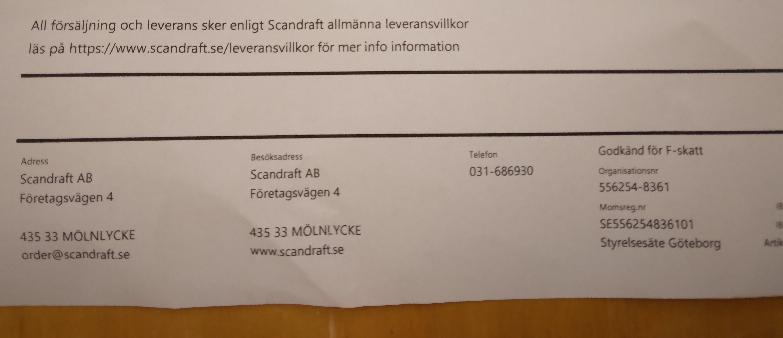 All försäljning och leverans sker enligt Scandraft allmänna leveransvillkor
läs på https://www.scandraft.se/leveransvillkor för mer info information
Adress
Scandraft AB
Företagsvägen 4
435 33 MÖLNLYCKE
order@scandraft.se
Besöksadress
Scandraft AB
Företagsvägen 4
435 33 MÖLNLYCKE
www.scandraft.se
Telefon
031-686930
Godkänd för F-skatt
Organisationsnr
556254-8361
Momsreg.nr
SE556254836101
Styrelsesäte Göteborg